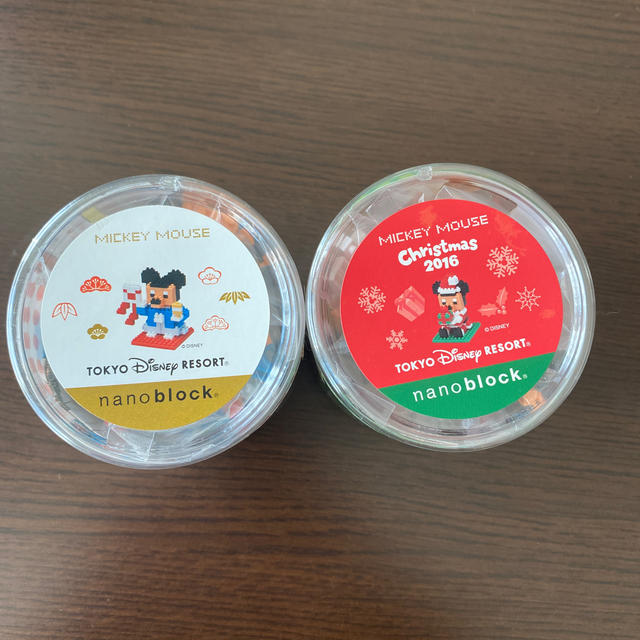 MICKEY MOUSE
© DISNEY
TOKYO Disney RESORT®
nanoblock®
MICKEY MOUSE
Christmas
2016
© DISNEY
TOKYO Disney RESORT®
nanoblock®